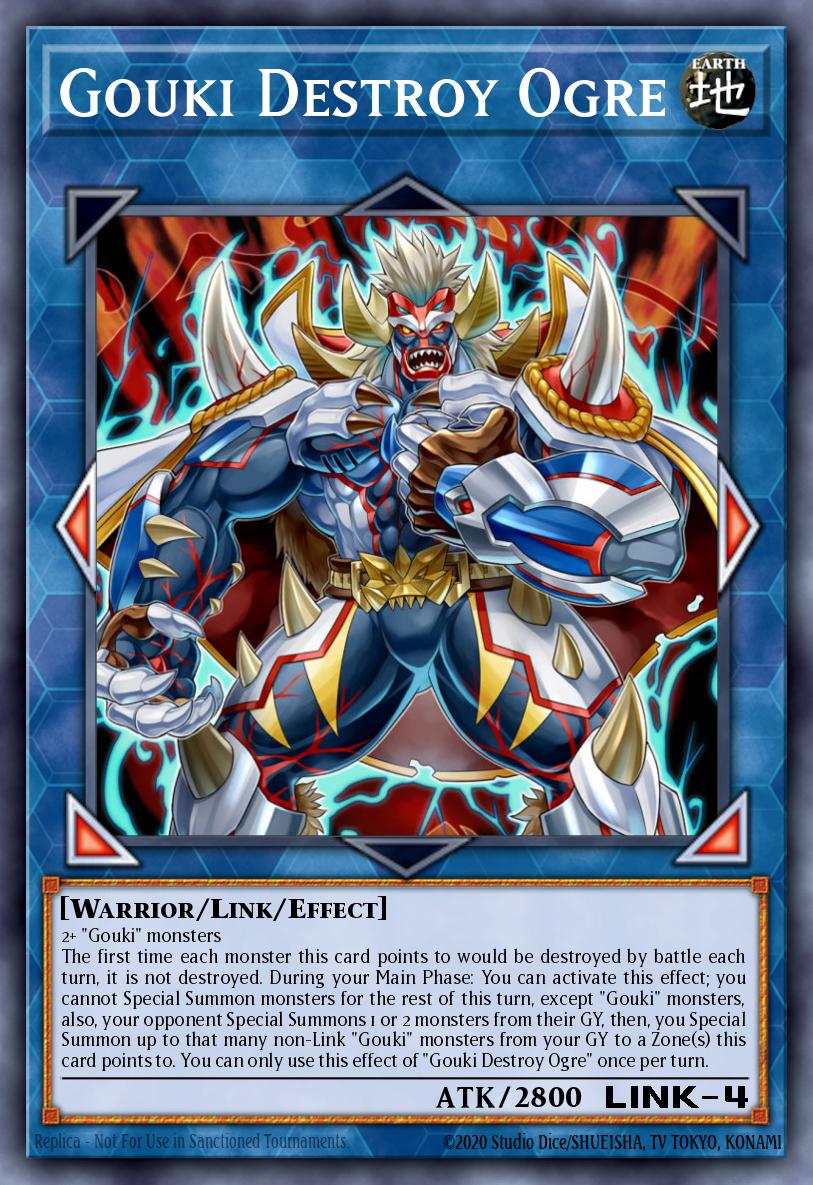 Gouki Destroy Ogre
EARTH
地
[Warrior/Link/Effect]
2+ "Gouki" monsters
The first time each monster this card points to would be destroyed by battle each
turn, it is not destroyed. During your Main Phase: You can activate this effect; you
cannot Special Summon monsters for the rest of this turn, except "Gouki" monsters,
also, your opponent Special Summons 1 or 2 monsters from their GY, then, you Special
Summon up to that many non-Link "Gouki" monsters from your GY to a Zone(s) this
card points to. You can only use this effect of "Gouki Destroy Ogre" once per turn.
ATK/2800 LINK-4
Replica - Not For Use in Sanctioned Tournaments.
©2020 Studio Dice/SHUEISHA, TV TOKYO, KONAMI